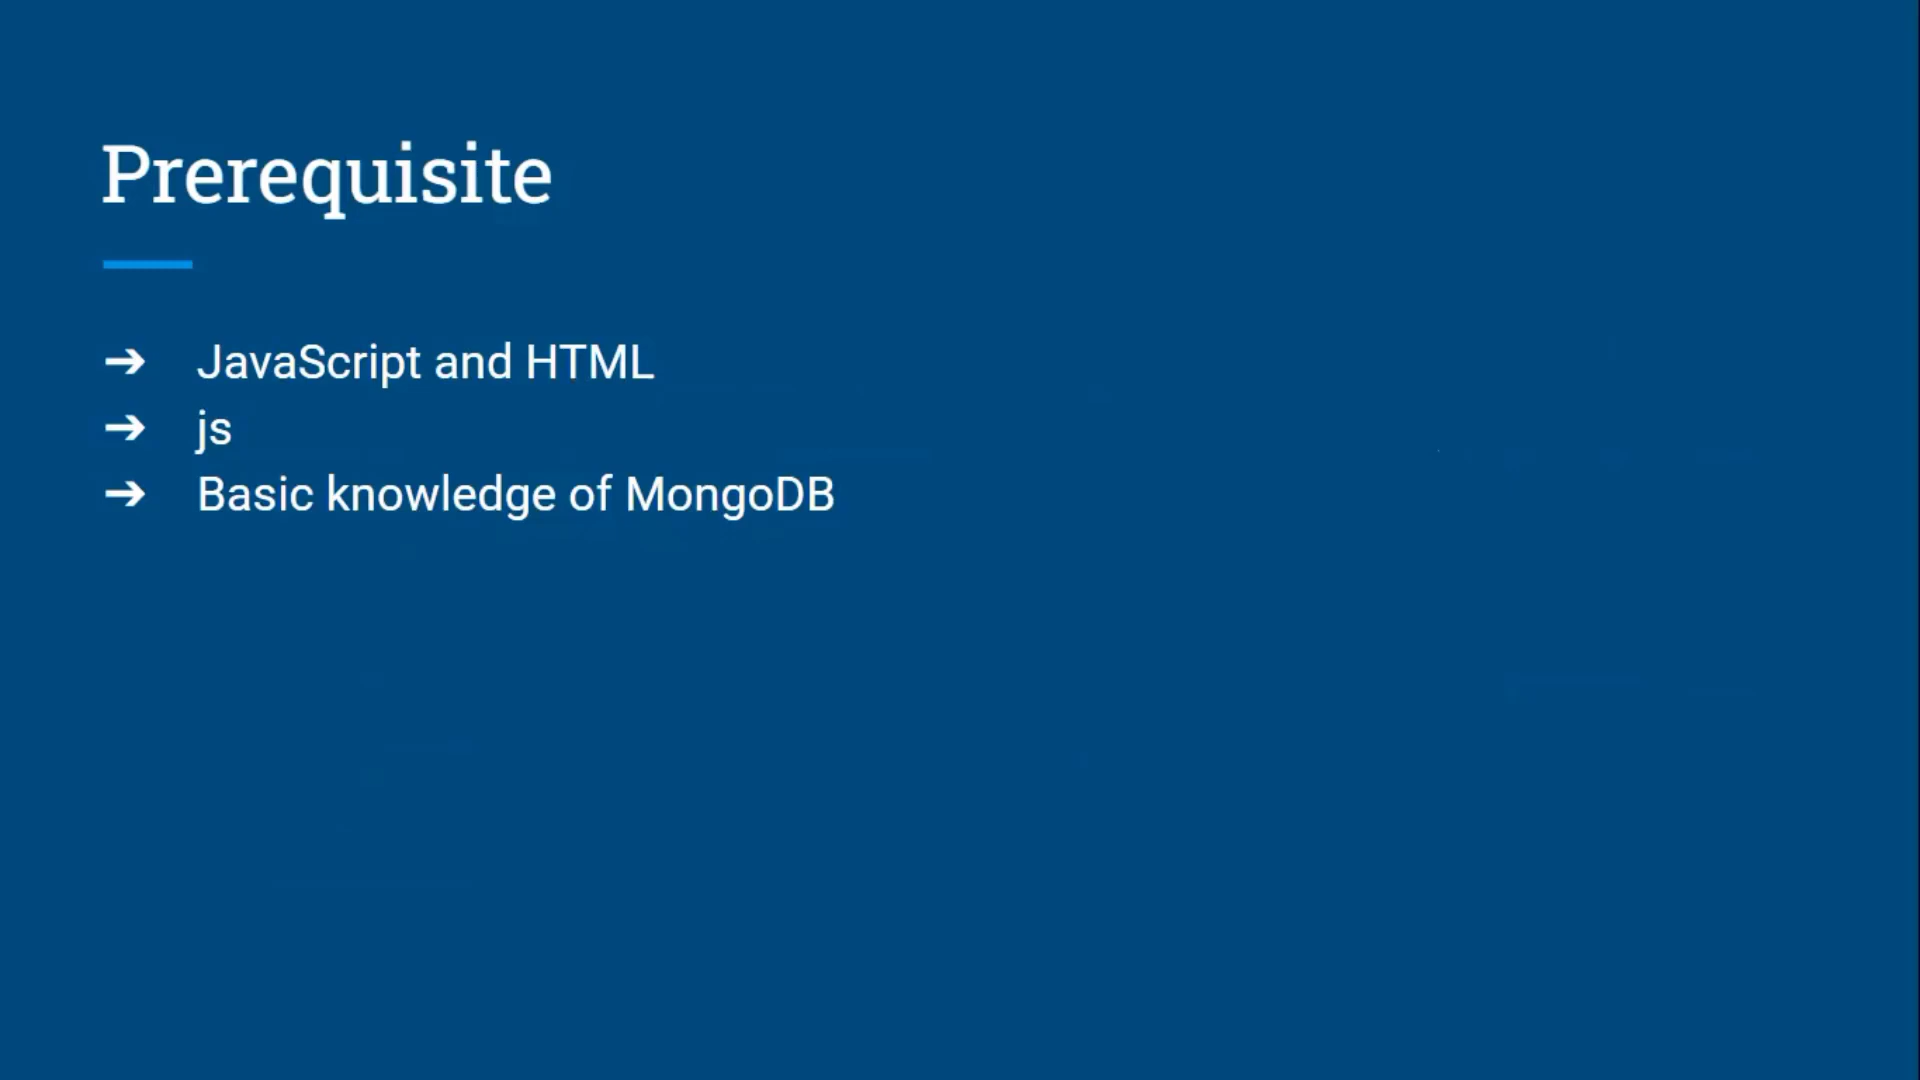 Prerequisite
➔ JavaScript and HTML
➔ js
➔ Basic knowledge of MongoDB